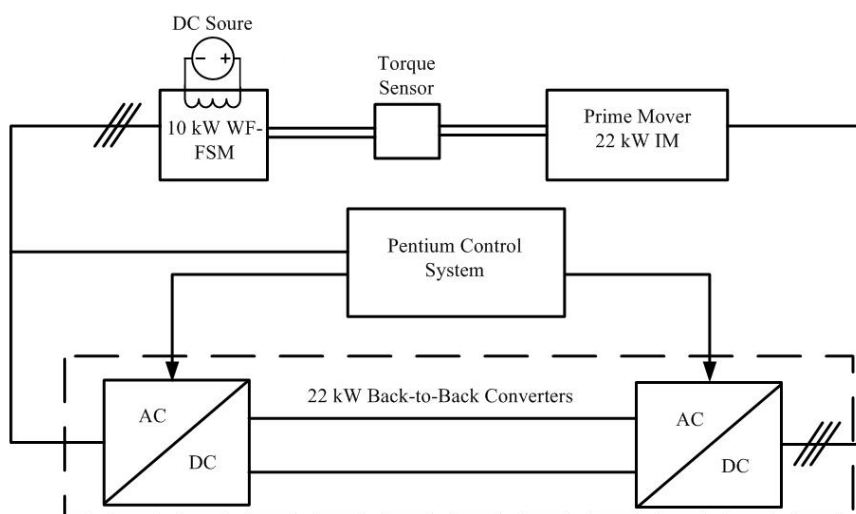 DC Soure
− +
10 kW WF-
FSM
Torque
Sensor
Prime Mover
22 kW IM
Pentium Control
System
22 kW Back-to-Back Converters
AC
DC
AC
DC